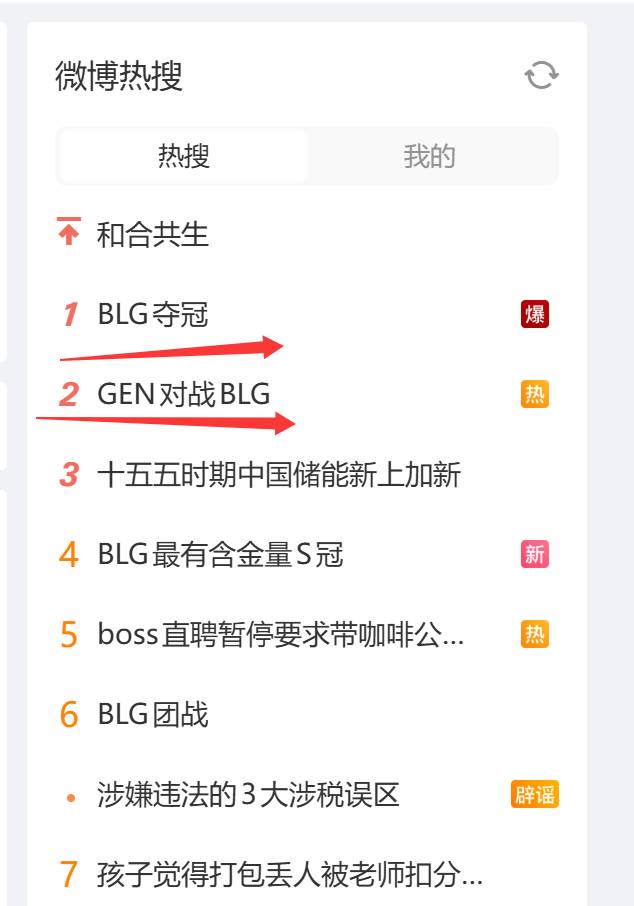 微博热搜
热搜 我的
和合共生
1 BLG夺冠 爆
2 GEN对战BLG 热
3 十五五时期中国储能新上加新
4 BLG最有含金量S冠 新
5 boss直聘暂停要求带咖啡公... 热
6 BLG团战
涉嫌违法的3大涉税误区 辟谣
7 孩子觉得打包丢人被老师扣分...